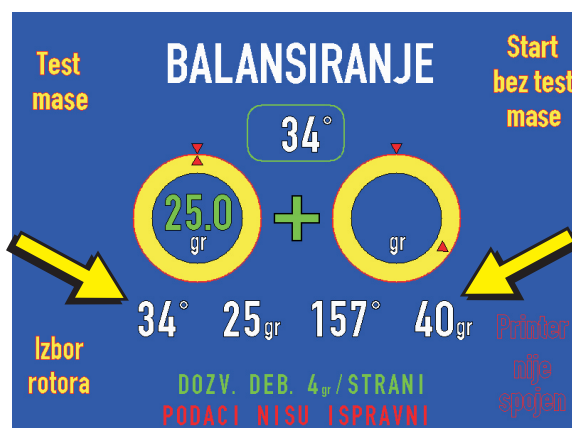 Test
mase
BALANSIRANJE
Start
bez test
mase
34°
25.0
gr
+
gr
34° 25gr 157° 40gr
Izbor
rotora
Printer
nije
spojen
DOZV. DEB. 4gr/STRANI
PODACI NISU ISPRAVNI